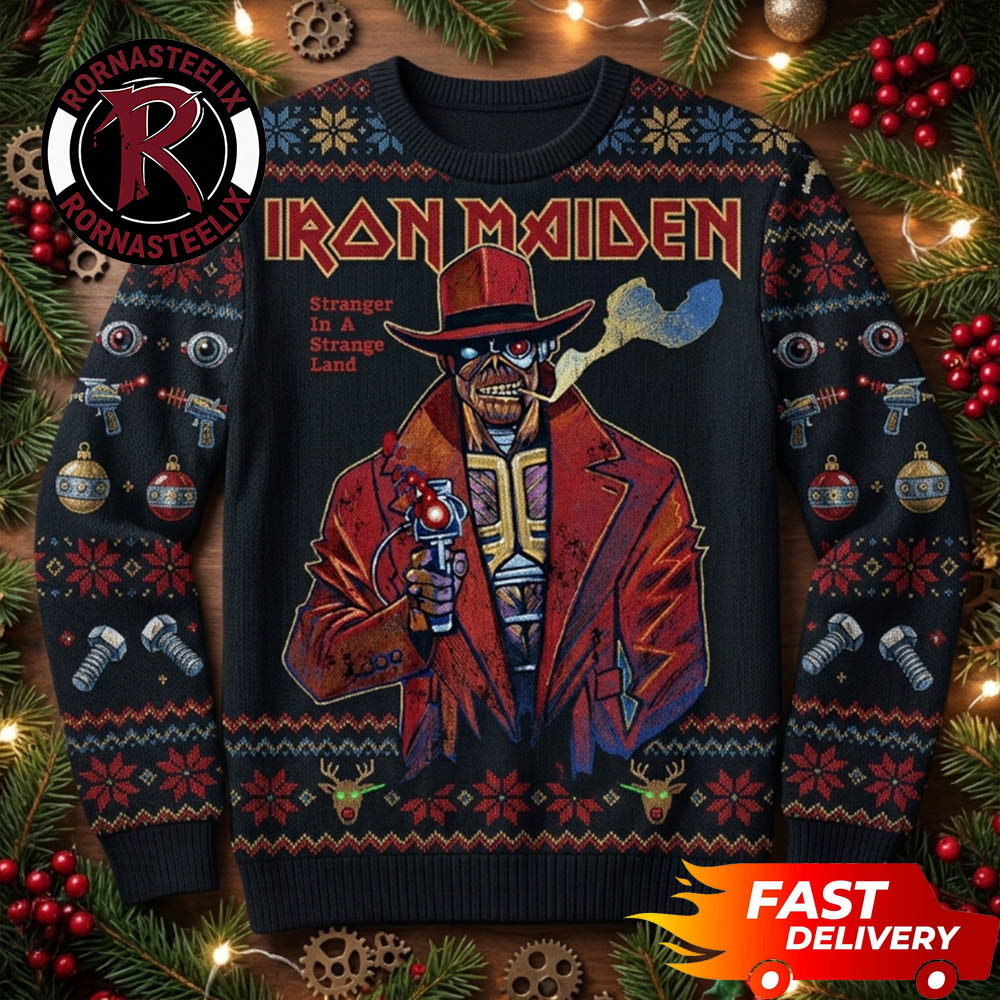 RORNASTEELIX
R
RORNASTEELIX
IRON MAIDEN
Stranger
In A
Strange
Land
FAST
DELIVERY